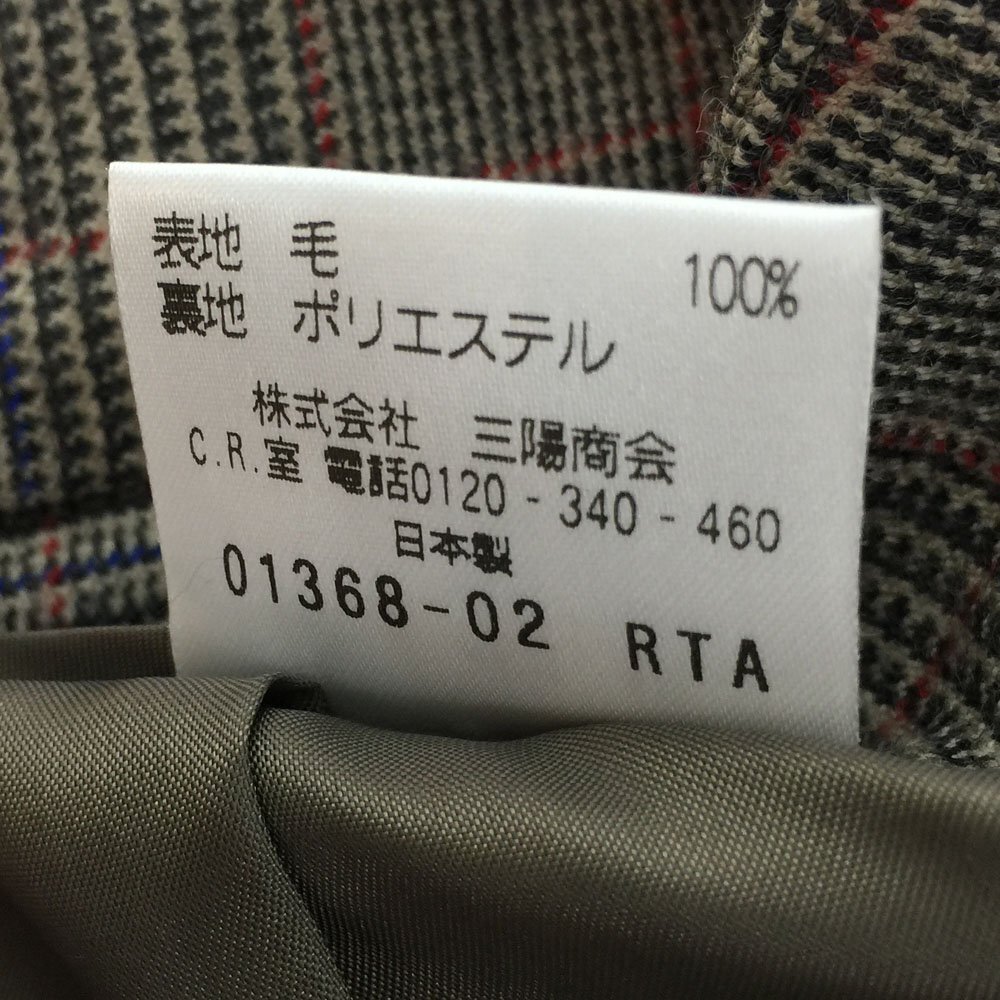 表地 毛 100%
裏地 ポリエステル
株式会社 三陽商会
C.R.室 電話0120-340-460
日本製
01368-02 RTA